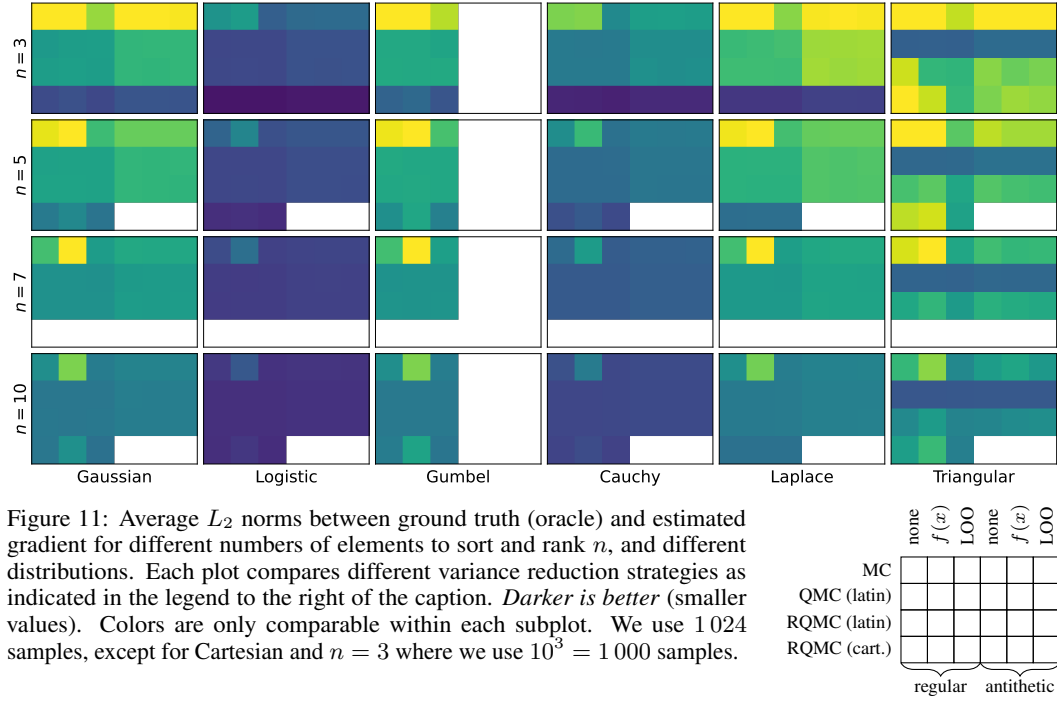 n = 3
n = 5
n = 7
n = 10
Gaussian Logistic Gumbel Cauchy Laplace Triangular
Figure 11: Average L₂ norms between ground truth (oracle) and estimated
gradient for different numbers of elements to sort and rank n, and different
distributions. Each plot compares different variance reduction strategies as
indicated in the legend to the right of the caption. Darker is better (smaller
values). Colors are only comparable within each subplot. We use 1 024
samples, except for Cartesian and n = 3 where we use 10³ = 1 000 samples.
none f(x) LOO none f(x) LOO
MC
QMC (latin)
RQMC (latin)
RQMC (cart.)
regular antithetic